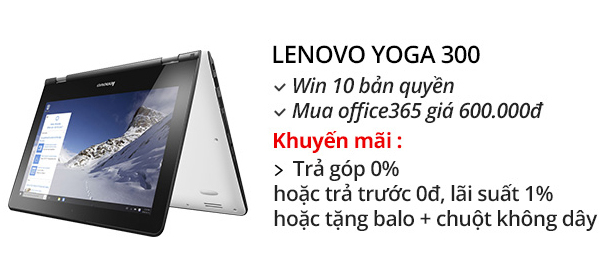 LENOVO YOGA 300
Win 10 bản quyền
Mua office365 giá 600.000đ
Khuyến mãi :
> Trả góp 0%
hoặc trả trước 0đ, lãi suất 1%
hoặc tặng balo + chuột không dây
lenovo